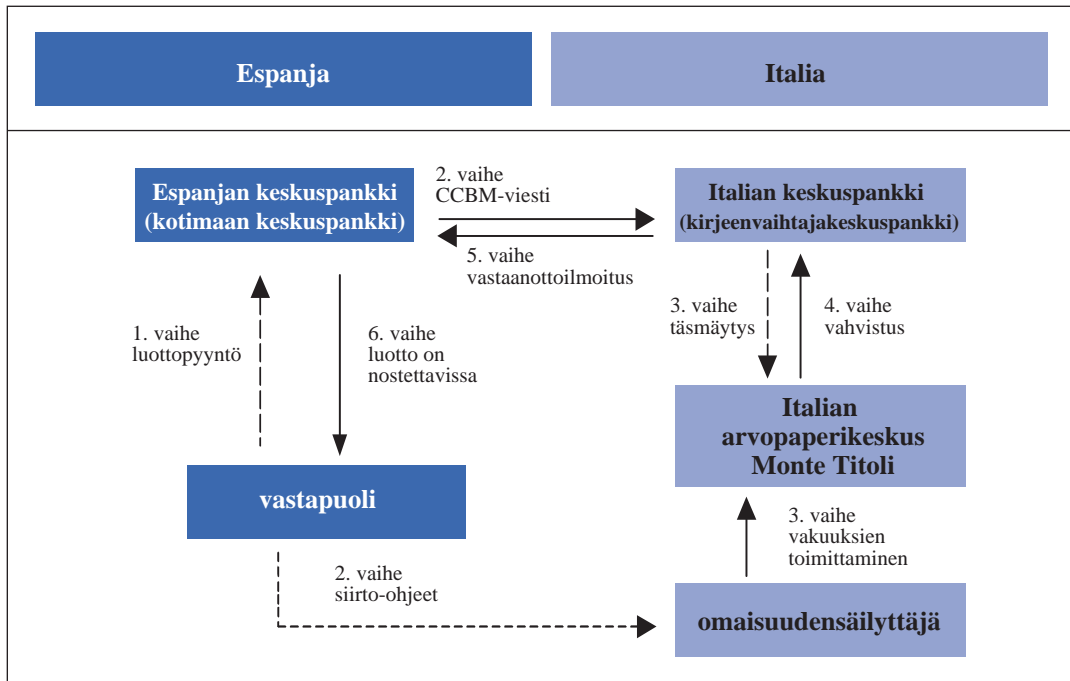 Espanja
Italia
Espanjan keskuspankki
(kotimaan keskuspankki)
2. vaihe
CCBM-viesti
Italian keskuspankki
(kirjeenvaihtajakeskuspankki)
5. vaihe
vastaanottoilmoitus
1. vaihe
luottopyyntö
6. vaihe
luotto on
nostettavissa
3. vaihe
täsmäytys
4. vaihe
vahvistus
Italian
arvopaperikeskus
Monte Titoli
vastapuoli
3. vaihe
vakuuksien
toimittaminen
2. vaihe
siirto-ohjeet
omaisuudensäilyttäjä